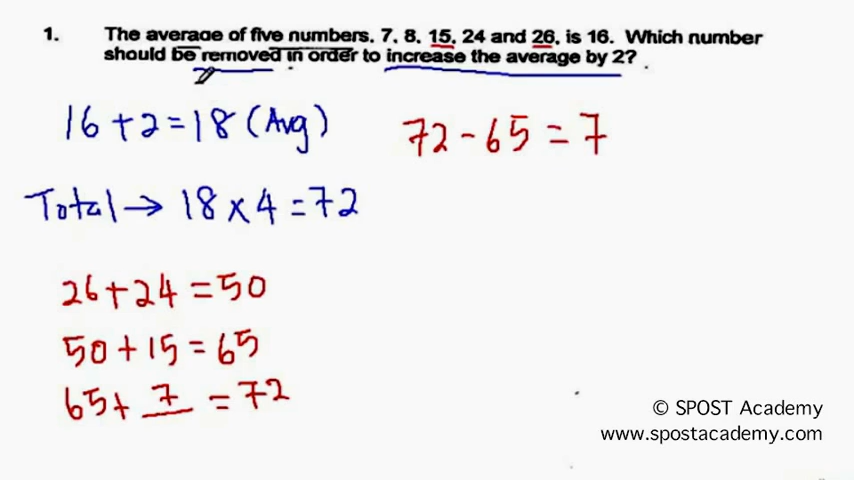 1. The average of five numbers, 7, 8, 15, 24 and 26, is 16. Which number
should be removed in order to increase the average by 2?
16 + 2 = 18 (Avg)
72 - 65 = 7
Total → 18 × 4 = 72
26 + 24 = 50
50 + 15 = 65
65 + 7 = 72
© SPOST Academy
www.spostacademy.com